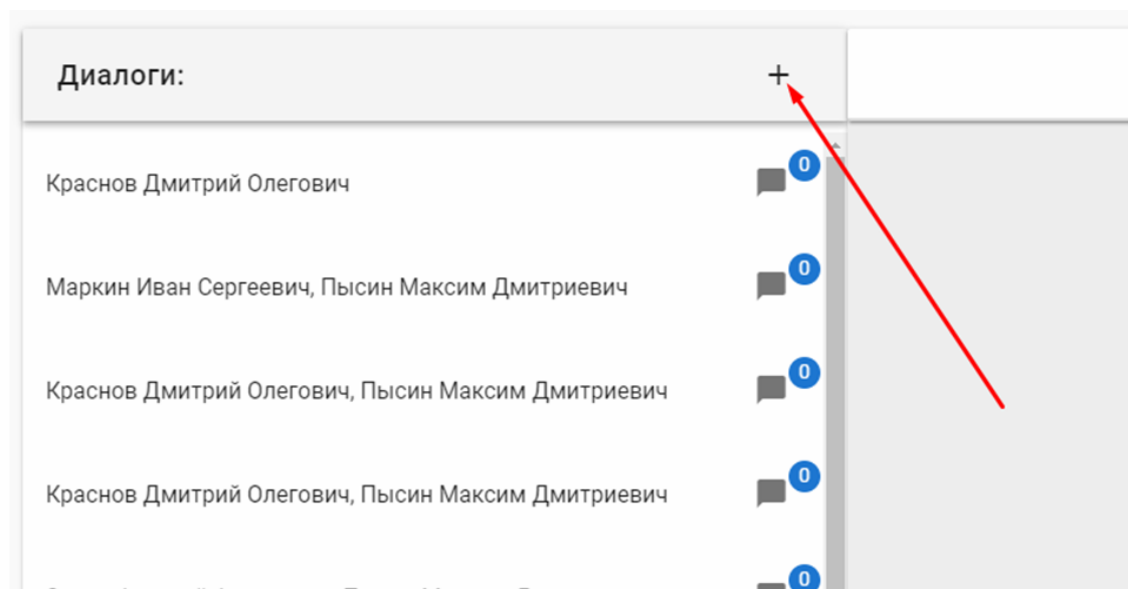 Диалоги:
+
Краснов Дмитрий Олегович
0
Маркин Иван Сергеевич, Пысин Максим Дмитриевич
0
Краснов Дмитрий Олегович, Пысин Максим Дмитриевич
0
Краснов Дмитрий Олегович, Пысин Максим Дмитриевич
0
0